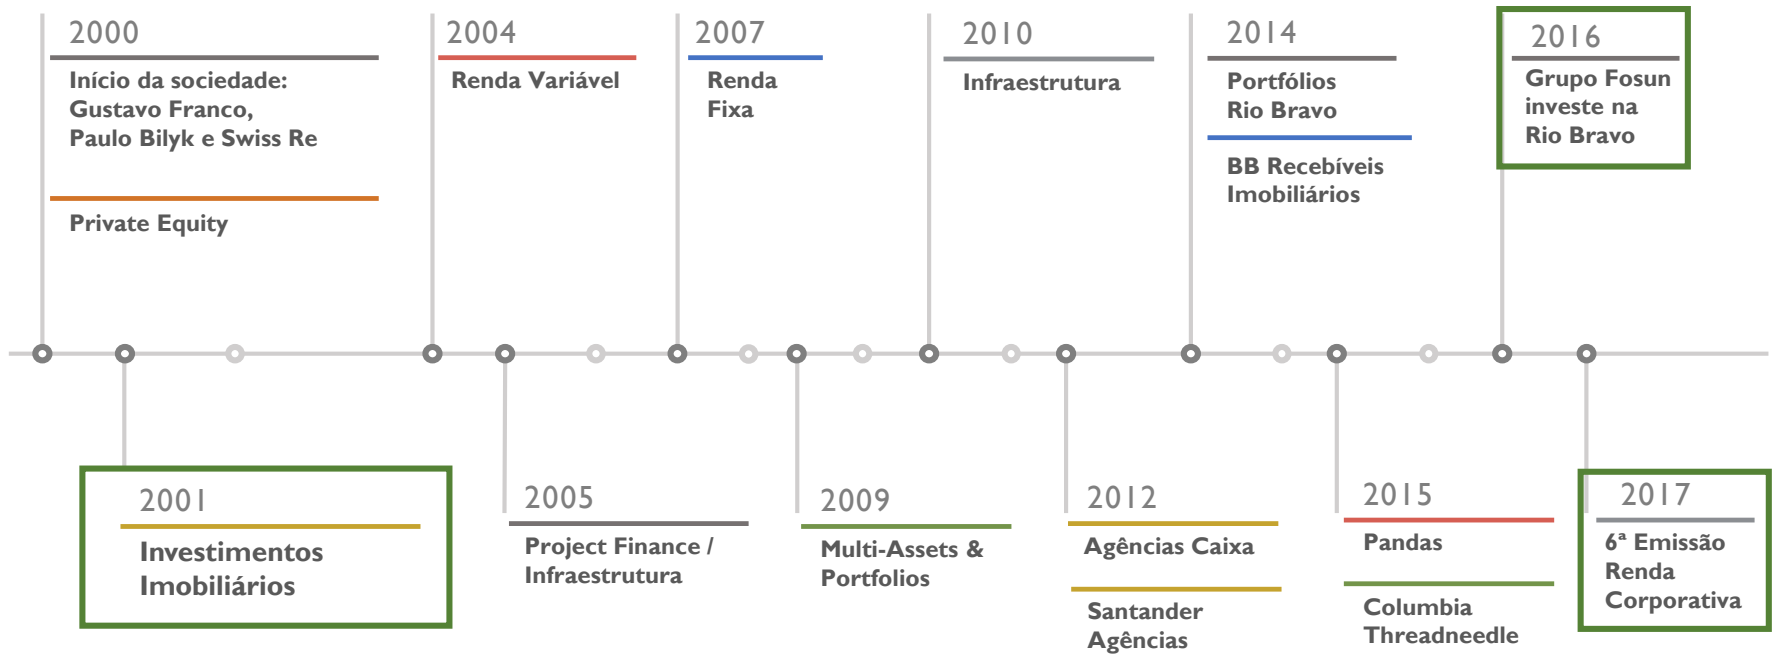 2000
Início da sociedade:
Gustavo Franco,
Paulo Bilyk e Swiss Re
Private Equity
2004
Renda Variável
2007
Renda
Fixa
2010
Infraestrutura
2014
Portfólios
Rio Bravo
BB Recebíveis
Imobiliários
2016
Grupo Fosun
investe na
Rio Bravo
2001
Investimentos
Imobiliários
2005
Project Finance /
Infraestrutura
2009
Multi-Assets &
Portfolios
2012
Agências Caixa
Santander
Agências
2015
Pandas
Columbia
Threadneedle
2017
6ª Emissão
Renda
Corporativa